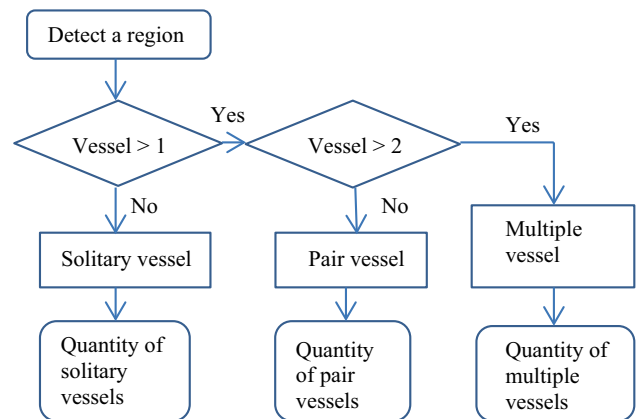 Detect a region
Yes
Yes
Vessel > 1
Vessel > 2
No
No
Solitary vessel
Pair vessel
Multiple
vessel
Quantity of
solitary
vessels
Quantity
of pair
vessels
Quantity of
multiple
vessels